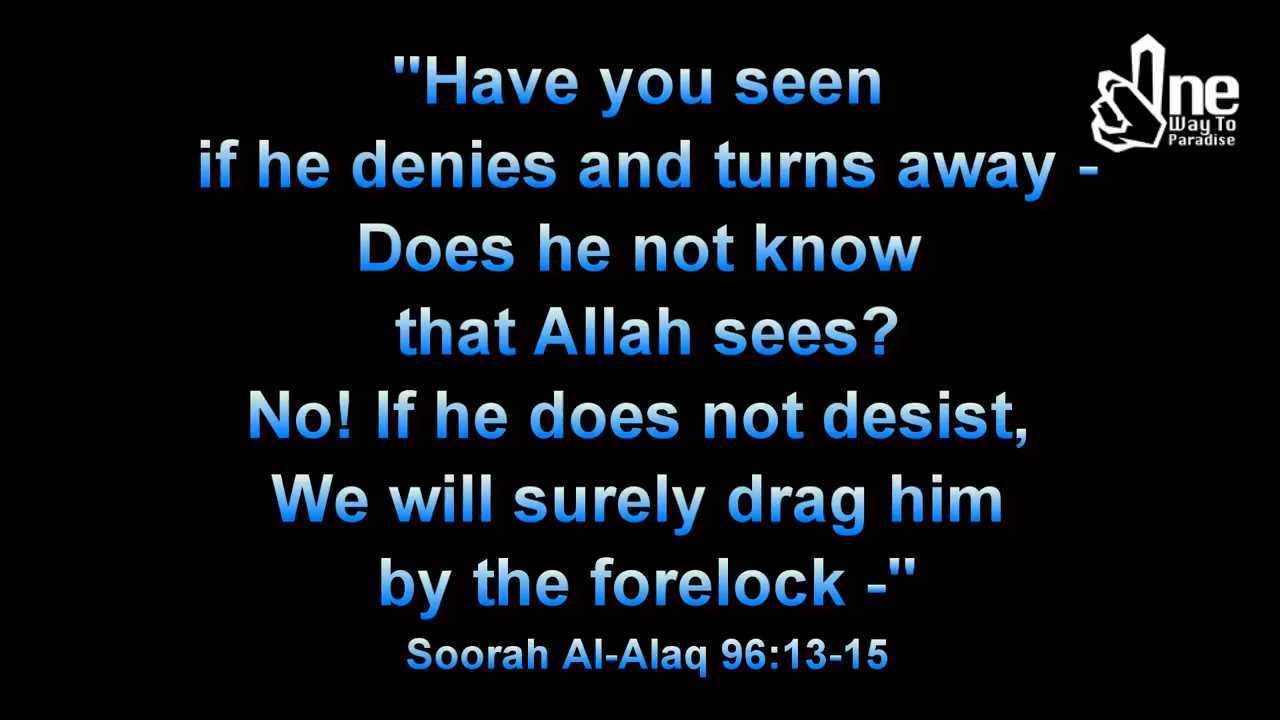 "Have you seen
if he denies and turns away -
Does he not know
that Allah sees?
No! If he does not desist,
We will surely drag him
by the forelock -"
Soorah Al-Alaq 96:13-15
One
Way To
Paradise